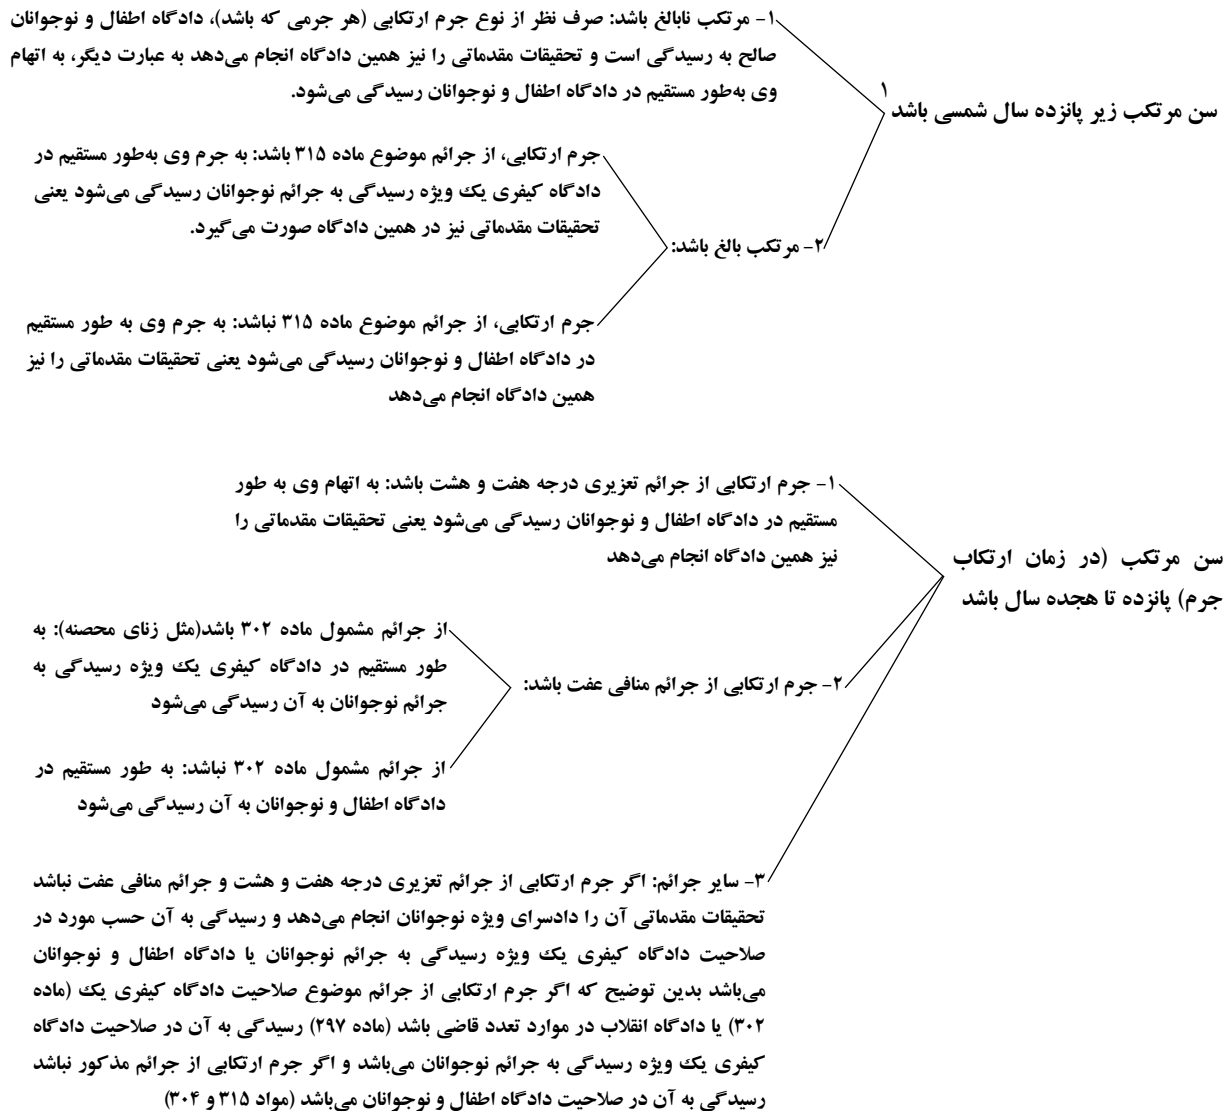 سن مرتکب زیر پانزده سال شمسی باشد ۱
۱- مرتکب نابالغ باشد: صرف نظر از نوع جرم ارتکابی (هر جرمی که باشد)، دادگاه اطفال و نوجوانان
صالح به رسیدگی است و تحقیقات مقدماتی را نیز همین دادگاه انجام می‌دهد به عبارت دیگر، به اتهام
وی به‌طور مستقیم در دادگاه اطفال و نوجوانان رسیدگی می‌شود.
۲- مرتکب بالغ باشد:
جرم ارتکابی، از جرائم موضوع ماده ۳۱۵ باشد: به جرم وی به‌طور مستقیم در
دادگاه کیفری یک ویژه رسیدگی به جرائم نوجوانان رسیدگی می‌شود یعنی
تحقیقات مقدماتی نیز در همین دادگاه صورت می‌گیرد.
جرم ارتکابی، از جرائم موضوع ماده ۳۱۵ نباشد: به جرم وی به طور مستقیم
در دادگاه اطفال و نوجوانان رسیدگی می‌شود یعنی تحقیقات مقدماتی را نیز
همین دادگاه انجام می‌دهد
سن مرتکب (در زمان ارتکاب
جرم) پانزده تا هجده سال باشد
۱- جرم ارتکابی از جرائم تعزیری درجه هفت و هشت باشد: به اتهام وی به طور
مستقیم در دادگاه اطفال و نوجوانان رسیدگی می‌شود یعنی تحقیقات مقدماتی را
نیز همین دادگاه انجام می‌دهد
۲- جرم ارتکابی از جرائم منافی عفت باشد:
از جرائم مشمول ماده ۳۰۲ باشد(مثل زنای محصنه): به
طور مستقیم در دادگاه کیفری یک ویژه رسیدگی به
جرائم نوجوانان به آن رسیدگی می‌شود
از جرائم مشمول ماده ۳۰۲ نباشد: به طور مستقیم در
دادگاه اطفال و نوجوانان به آن رسیدگی می‌شود
۳- سایر جرائم: اگر جرم ارتکابی از جرائم تعزیری درجه هفت و هشت و جرائم منافی عفت نباشد
تحقیقات مقدماتی آن را دادسرای ویژه نوجوانان انجام می‌دهد و رسیدگی به آن حسب مورد در
صلاحیت دادگاه کیفری یک ویژه رسیدگی به جرائم نوجوانان یا دادگاه اطفال و نوجوانان
می‌باشد بدین توضیح که اگر جرم ارتکابی از جرائم موضوع صلاحیت دادگاه کیفری یک (ماده
۳۰۲) یا دادگاه انقلاب در موارد تعدد قاضی باشد (ماده ۲۹۷) رسیدگی به آن در صلاحیت دادگاه
کیفری یک ویژه رسیدگی به جرائم نوجوانان می‌باشد و اگر جرم ارتکابی از جرائم مذکور نباشد
رسیدگی به آن در صلاحیت دادگاه اطفال و نوجوانان می‌باشد (مواد ۳۱۵ و ۳۰۴)